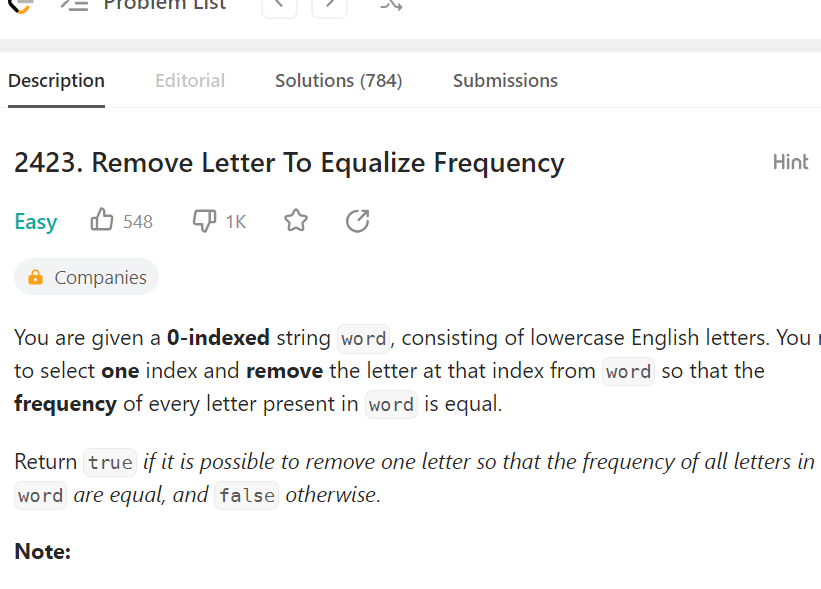 Problem List
Description Editorial Solutions (784) Submissions
2423. Remove Letter To Equalize Frequency Hint
Easy 548 1K
Companies
You are given a 0-indexed string word, consisting of lowercase English letters. You
to select one index and remove the letter at that index from word so that the
frequency of every letter present in word is equal.
Return true if it is possible to remove one letter so that the frequency of all letters in
word are equal, and false otherwise.
Note: